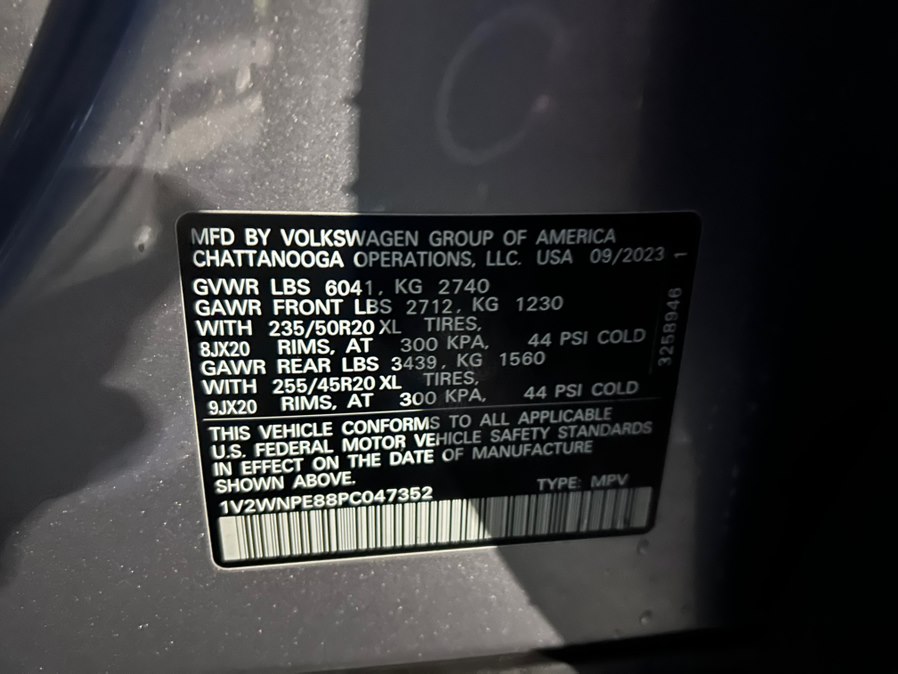 MFD BY VOLKSWAGEN GROUP OF AMERICA
CHATTANOOGA OPERATIONS, LLC. USA 09/2023 1
GVWR LBS 6041, KG 2740
GAWR FRONT LBS 2712, KG 1230
WITH 235/50R20 XL TIRES,
8JX20 RIMS, AT 300 KPA, 44 PSI COLD
GAWR REAR LBS 3439, KG 1560
WITH 255/45R20 XL TIRES,
9JX20 RIMS, AT 300 KPA, 44 PSI COLD
3258946
THIS VEHICLE CONFORMS TO ALL APPLICABLE
U.S. FEDERAL MOTOR VEHICLE SAFETY STANDARDS
IN EFFECT ON THE DATE OF MANUFACTURE
SHOWN ABOVE. TYPE: MPV
1V2WNPE88PC047352